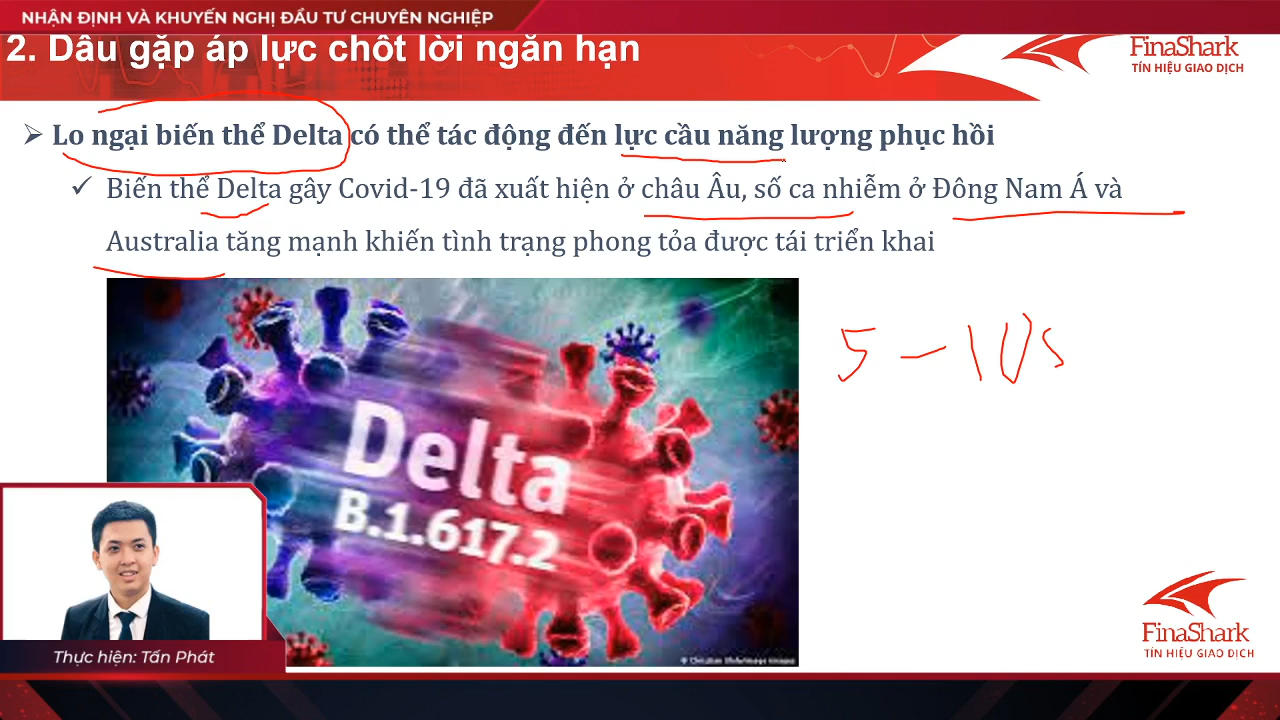 NHẬN ĐỊNH VÀ KHUYẾN NGHỊ ĐẦU TƯ CHUYÊN NGHIỆP
2. Dầu gặp áp lực chốt lời ngắn hạn
FinaShark
TÍN HIỆU GIAO DỊCH
Lo ngại biến thể Delta có thể tác động đến lực cầu năng lượng phục hồi
Biến thể Delta gây Covid-19 đã xuất hiện ở châu Âu, số ca nhiễm ở Đông Nam Á và
Australia tăng mạnh khiến tình trạng phong tỏa được tái triển khai
5-10s
Delta
B.1.617.2
FinaShark
TÍN HIỆU GIAO DỊCH
Thực hiện: Tấn Phát